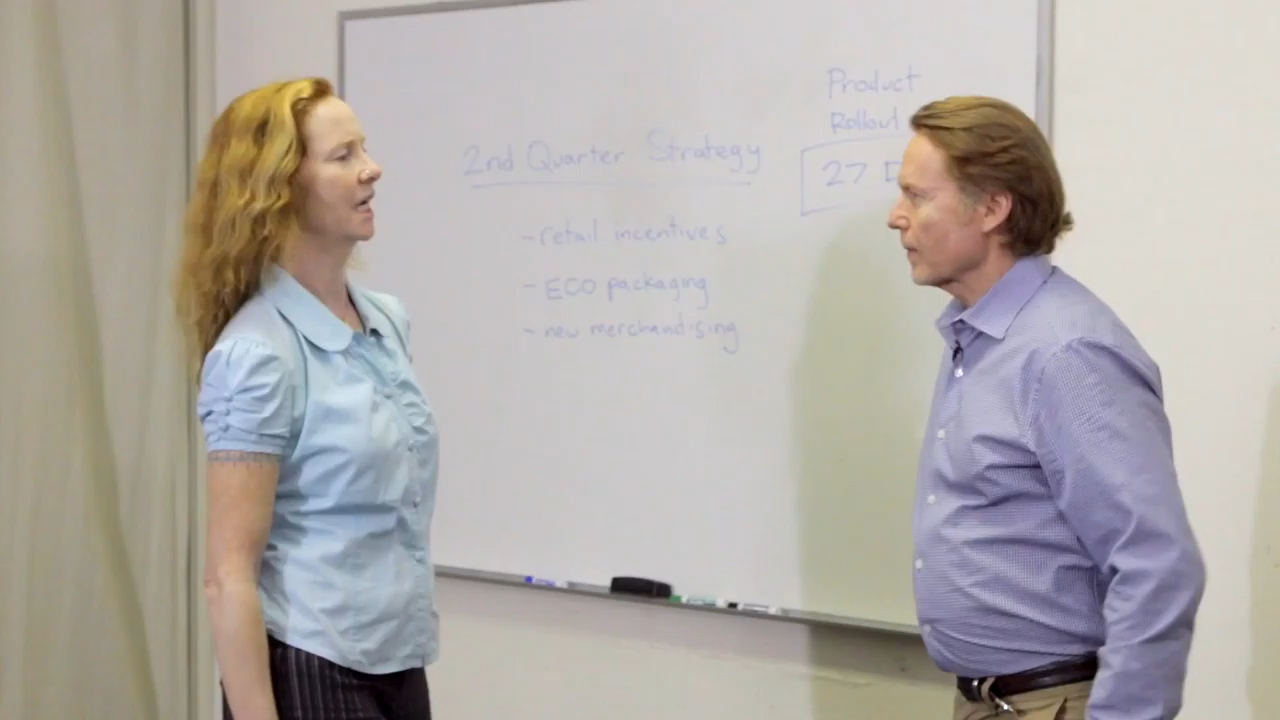 2nd Quarter Strategy
-retail incentives
-ECO packaging
-new merchandising
Product
Rollout
27